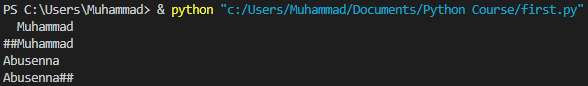 PS C:\Users\Muhammad> & python "c:/Users/Muhammad/Documents/Python Course/first.py"
  Muhammad
##Muhammad
Abusenna
Abusenna##